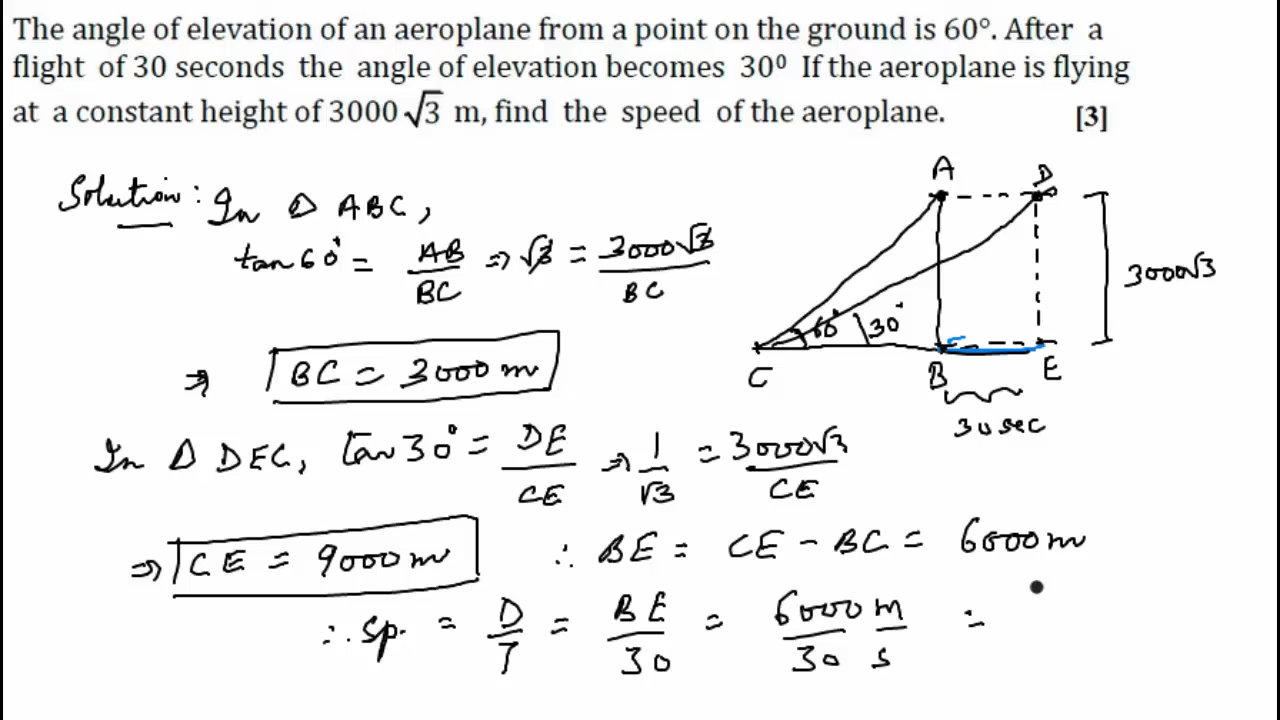 The angle of elevation of an aeroplane from a point on the ground is 60°. After a
flight of 30 seconds the angle of elevation becomes 30⁰ If the aeroplane is flying
at a constant height of 3000 √3 m, find the speed of the aeroplane. [3]
Solution: In Δ ABC,
tan 60° = AB/BC ⇒ √3 = 3000√3/BC
⇒ BC = 3000 m
In Δ DEC, tan 30° = DE/CE ⇒ 1/√3 = 3000√3/CE
⇒ CE = 9000 m ∴ BE = CE - BC = 6000 m
∴ Sp. = D/T = BE/30 = 6000/30 m/s =
A D
3000√3
60° 30°
C B E
30 sec